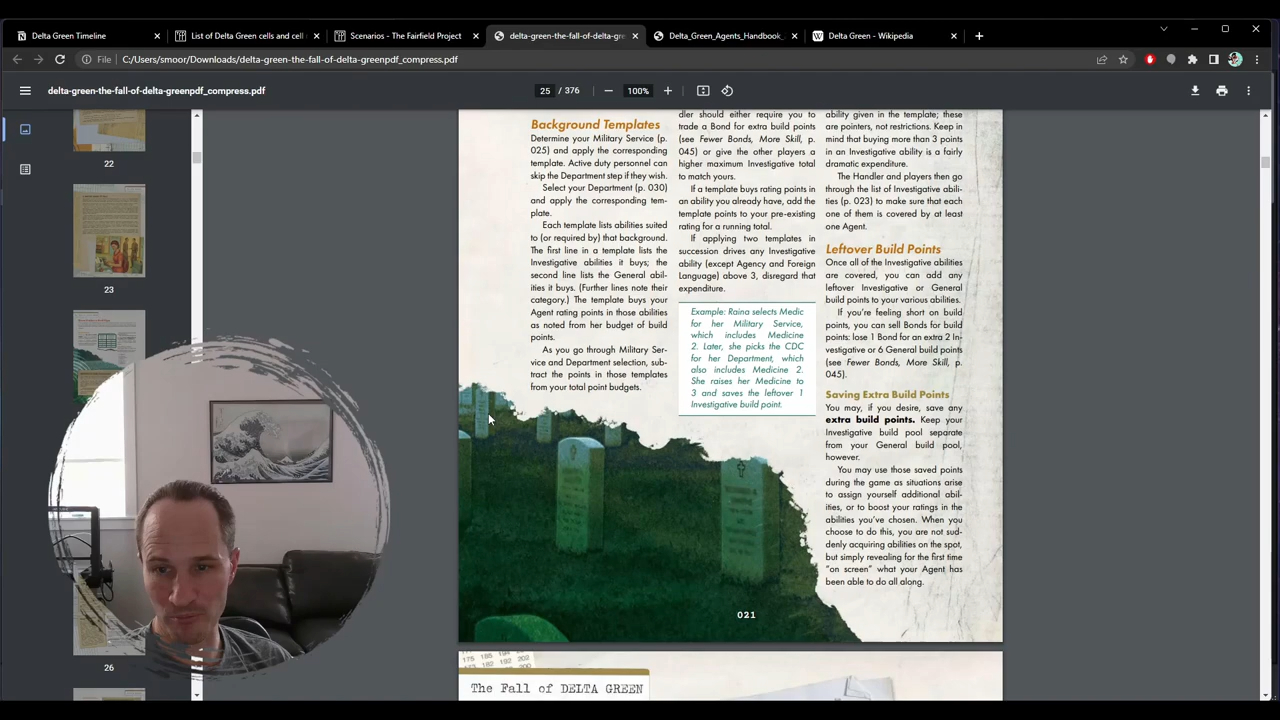 Delta Green Timeline
List of Delta Green cells and cell
Scenarios - The Fairfield Project
delta-green-the-fall-of-delta-gre
Delta_Green_Agents_Handbook_
Delta Green - Wikipedia
File
C:/Users/smoor/Downloads/delta-green-the-fall-of-delta-greenpdf_compress.pdf
delta-green-the-fall-of-delta-greenpdf_compress.pdf
25 / 376
100%
22
23
26
Background Templates
Determine your Military Service (p.
025) and apply the corresponding
template. Active duty personnel can
skip the Department step if they wish.
Select your Department (p. 030)
and apply the corresponding tem-
plate.
Each template lists abilities suited
to (or required by) that background.
The first line in a template lists the
Investigative abilities it buys; the
second line lists the General abil-
ities it buys. (Further lines note their
category.) The template buys your
Agent rating points in those abilities
as noted from her budget of build
points.
As you go through Military Ser-
vice and Department selection, sub-
tract the points in those templates
from your total point budgets.
dler should either require you to
trade a Bond for extra build points
(see Fewer Bonds, More Skill, p.
045) or give the other players a
higher maximum Investigative total
to match yours.
If a template buys rating points in
an ability you already have, add the
template points to your pre-existing
rating for a running total.
If applying two templates in
succession drives any Investigative
ability (except Agency and Foreign
Language) above 3, disregard that
expenditure.
Example: Raina selects Medic
for her Military Service,
which includes Medicine
2. Later, she picks the CDC
for her Department, which
also includes Medicine 2.
She raises her Medicine to
3 and saves the leftover 1
Investigative build point.
ability given in the template; these
are pointers, not restrictions. Keep in
mind that buying more than 3 points
in an Investigative ability is a fairly
dramatic expenditure.
The Handler and players then go
through the list of Investigative abili-
ties (p. 023) to make sure that each
one of them is covered by at least
one Agent.
Leftover Build Points
Once all of the Investigative abilities
are covered, you can add any
leftover Investigative or General
build points to your various abilities.
If you're feeling short on build
points, you can sell Bonds for build
points: lose 1 Bond for an extra 2 In-
vestigative or 6 General build points
(see Fewer Bonds, More Skill, p.
045).
Saving Extra Build Points
You may, if you desire, save any
extra build points. Keep your
Investigative build pool separate
from your General build pool,
however.
You may use those saved points
during the game as situations arise
to assign yourself additional abil-
ities, or to boost your ratings in the
abilities you've chosen. When you
choose to do this, you are not sud-
denly acquiring abilities on the spot,
but simply revealing for the first time
"on screen" what your Agent has
been able to do all along.
021
175 185 194 202
The Fall of DELTA GREEN